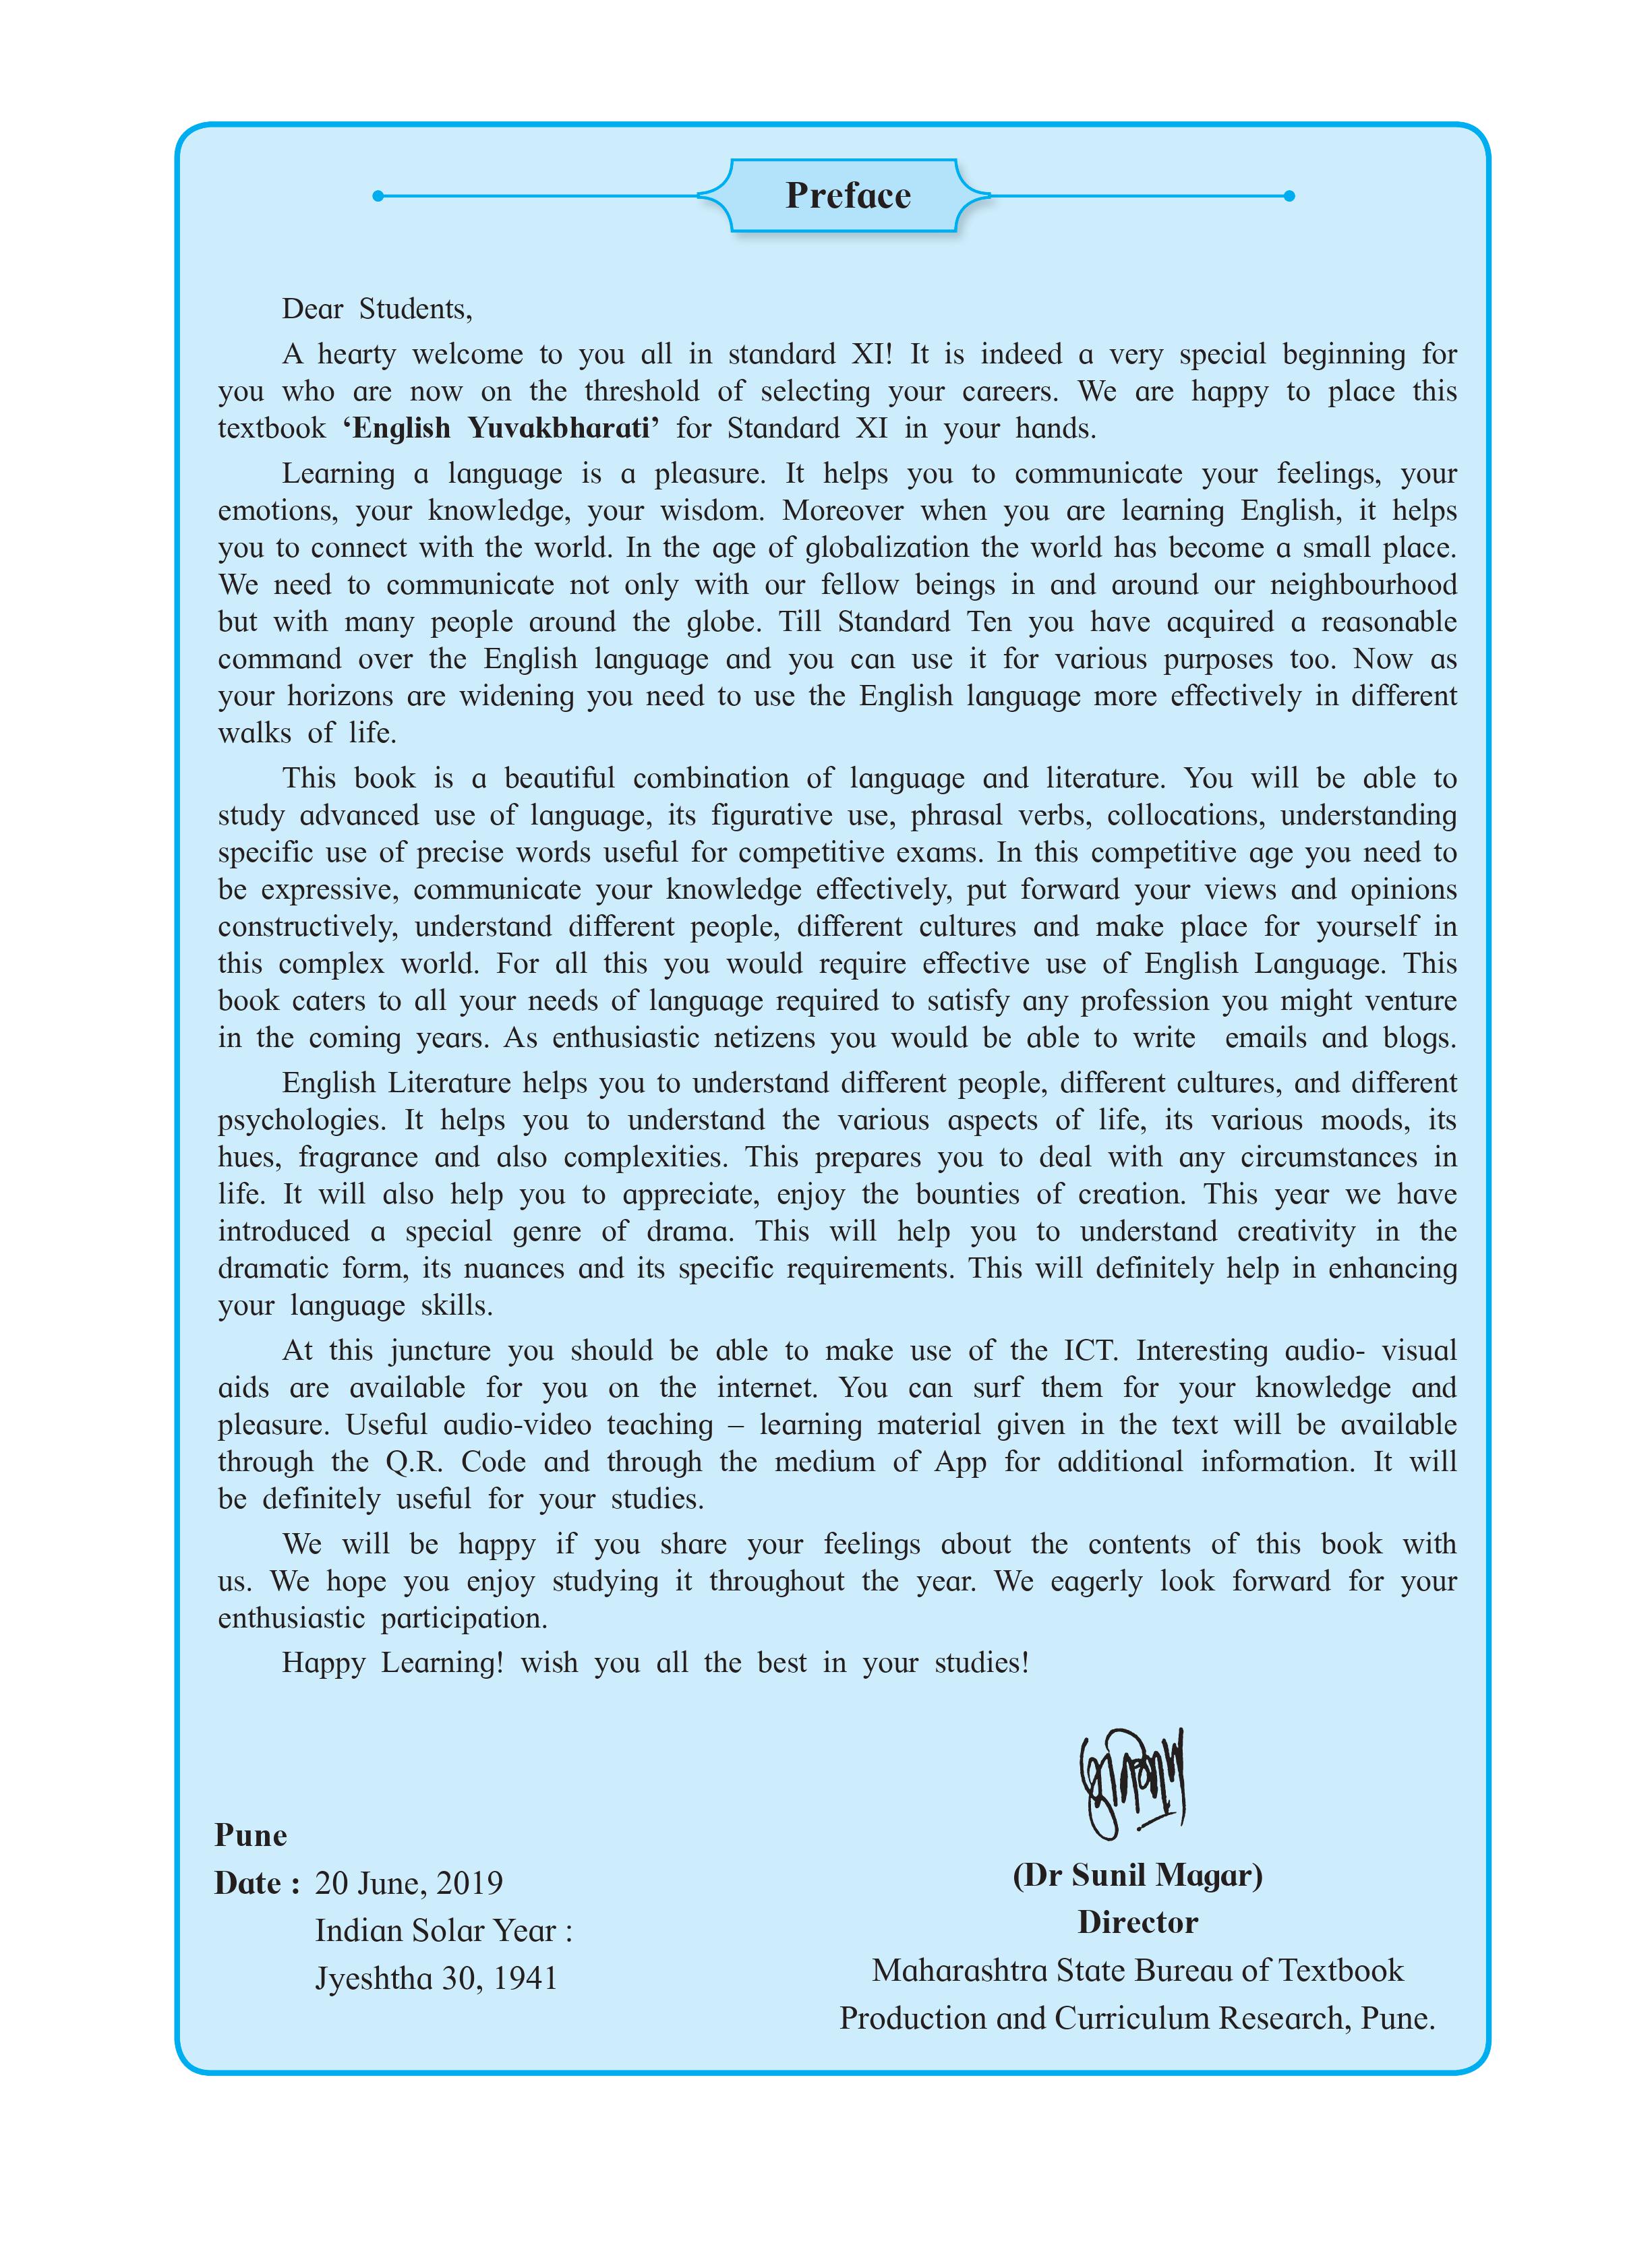 Preface
Dear Students,
A hearty welcome to you all in standard XI! It is indeed a very special beginning for
you who are now on the threshold of selecting your careers. We are happy to place this
textbook ‘English Yuvakbharati’ for Standard XI in your hands.
Learning a language is a pleasure. It helps you to communicate your feelings, your
emotions, your knowledge, your wisdom. Moreover when you are learning English, it helps
you to connect with the world. In the age of globalization the world has become a small place.
We need to communicate not only with our fellow beings in and around our neighbourhood
but with many people around the globe. Till Standard Ten you have acquired a reasonable
command over the English language and you can use it for various purposes too. Now as
your horizons are widening you need to use the English language more effectively in different
walks of life.
This book is a beautiful combination of language and literature. You will be able to
study advanced use of language, its figurative use, phrasal verbs, collocations, understanding
specific use of precise words useful for competitive exams. In this competitive age you need to
be expressive, communicate your knowledge effectively, put forward your views and opinions
constructively, understand different people, different cultures and make place for yourself in
this complex world. For all this you would require effective use of English Language. This
book caters to all your needs of language required to satisfy any profession you might venture
in the coming years. As enthusiastic netizens you would be able to write emails and blogs.
English Literature helps you to understand different people, different cultures, and different
psychologies. It helps you to understand the various aspects of life, its various moods, its
hues, fragrance and also complexities. This prepares you to deal with any circumstances in
life. It will also help you to appreciate, enjoy the bounties of creation. This year we have
introduced a special genre of drama. This will help you to understand creativity in the
dramatic form, its nuances and its specific requirements. This will definitely help in enhancing
your language skills.
At this juncture you should be able to make use of the ICT. Interesting audio- visual
aids are available for you on the internet. You can surf them for your knowledge and
pleasure. Useful audio-video teaching – learning material given in the text will be available
through the Q.R. Code and through the medium of App for additional information. It will
be definitely useful for your studies.
We will be happy if you share your feelings about the contents of this book with
us. We hope you enjoy studying it throughout the year. We eagerly look forward for your
enthusiastic participation.
Happy Learning! wish you all the best in your studies!
Pune
Date : 20 June, 2019
Indian Solar Year :
Jyeshtha 30, 1941
(Dr Sunil Magar)
Director
Maharashtra State Bureau of Textbook
Production and Curriculum Research, Pune.